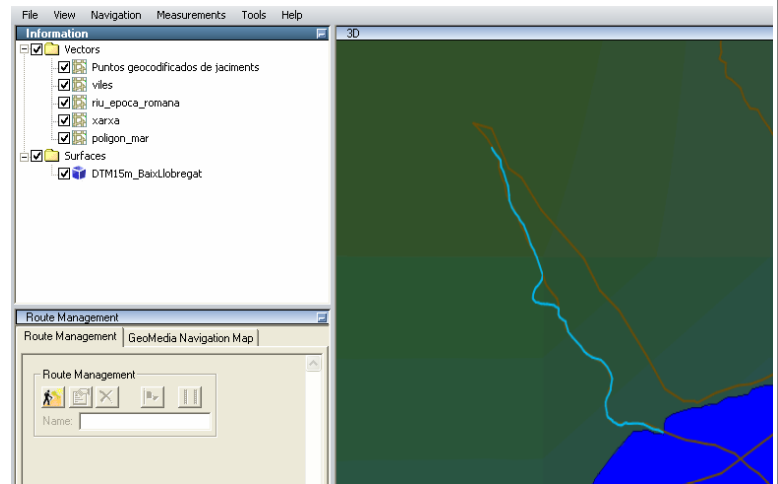 File View Navigation Measurements Tools Help
Information
Vectors
Puntos geocodificados de jaciments
viles
riu_epoca_romana
xarxa
poligon_mar
Surfaces
DTM15m_BaixLlobregat
3D
Route Management
Route Management GeoMedia Navigation Map
Route Management
Name: